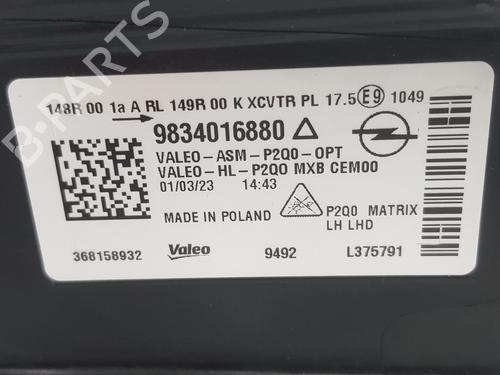 148R 00 1a A RL 149R 00 K XCVTR PL 17.5 E9 1049
9834016880
VALEO-ASM-P2Q0-OPT
VALEO-HL-P2Q0 MXB CEM00
01/03/23 14:43
MADE IN POLAND
P2Q0 MATRIX
LH LHD
368158932 Valeo 9492 L375791
B-PARTS